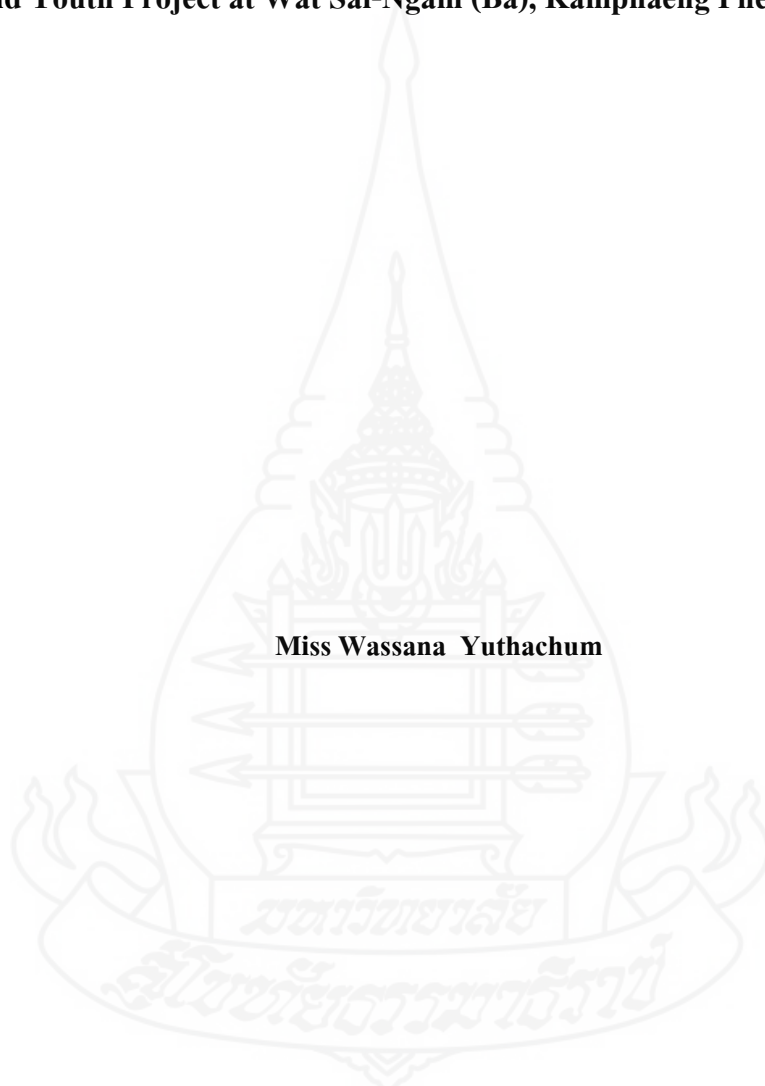 Youth Project at Wat Sai-Ngam (Ba), Kamphaeng
Miss Wassana Yuthachum
มหาวิทยาลัย
สุโขทัยธรรมาธิราช